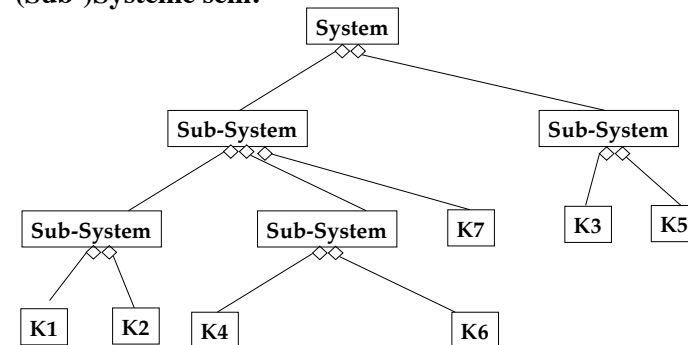 (Sub-)Systeme sein:
System
Sub-System Sub-System
Sub-System Sub-System K7 K3 K5
K1 K2 K4 K6